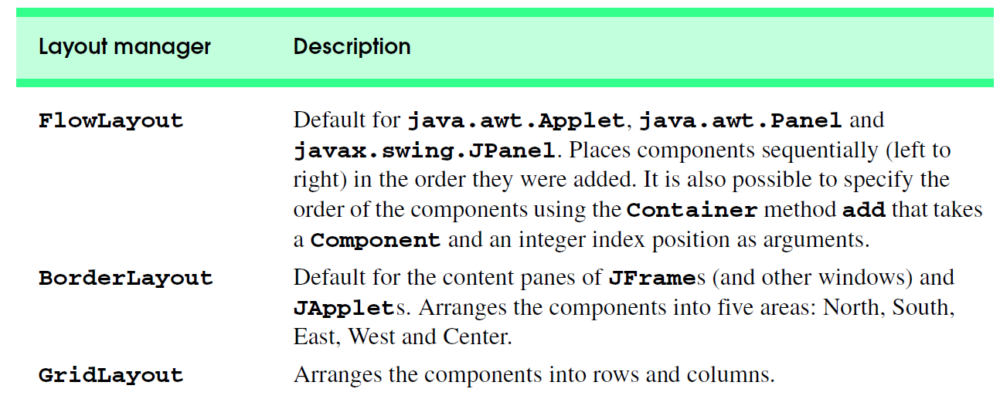 Layout manager Description
FlowLayout Default for java.awt.Applet, java.awt.Panel and
javax.swing.JPanel. Places components sequentially (left to
right) in the order they were added. It is also possible to specify the
order of the components using the Container method add that takes
a Component and an integer index position as arguments.
BorderLayout Default for the content panes of JFrames (and other windows) and
JApplets. Arranges the components into five areas: North, South,
East, West and Center.
GridLayout Arranges the components into rows and columns.